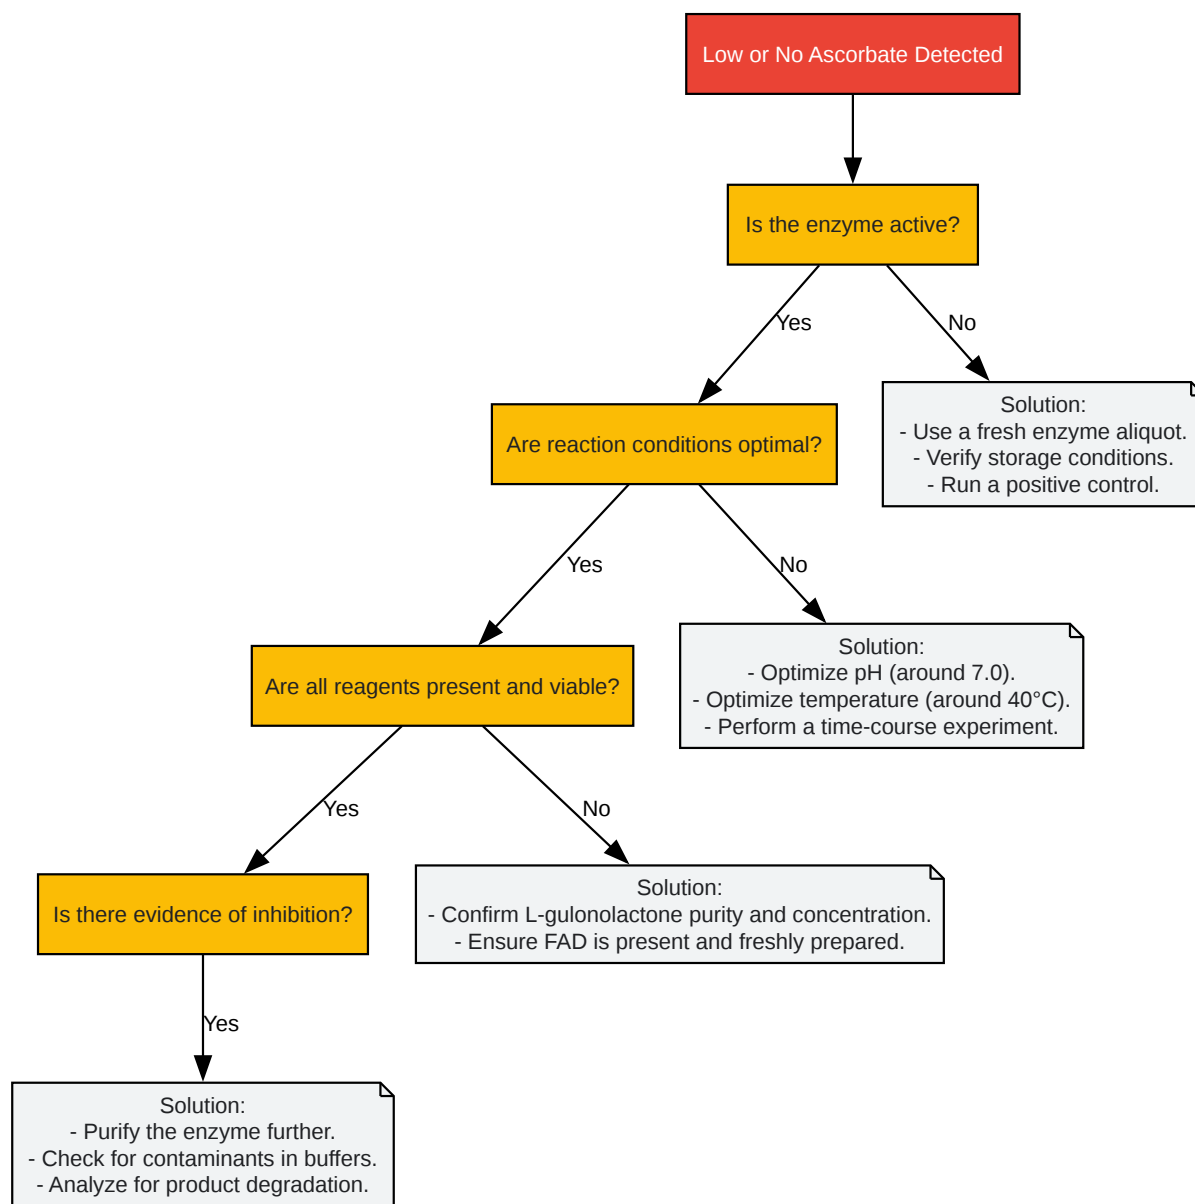 Low or No Ascorbate Detected
Is the enzyme active?
Yes
No
Solution:
- Use a fresh enzyme aliquot.
- Verify storage conditions.
- Run a positive control.
Are reaction conditions optimal?
Yes
No
Solution:
- Optimize pH (around 7.0).
- Optimize temperature (around 40°C).
- Perform a time-course experiment.
Are all reagents present and viable?
Yes
No
Solution:
- Confirm L-gulonolactone purity and concentration.
- Ensure FAD is present and freshly prepared.
Is there evidence of inhibition?
Yes
Solution:
- Purify the enzyme further.
- Check for contaminants in buffers.
- Analyze for product degradation.